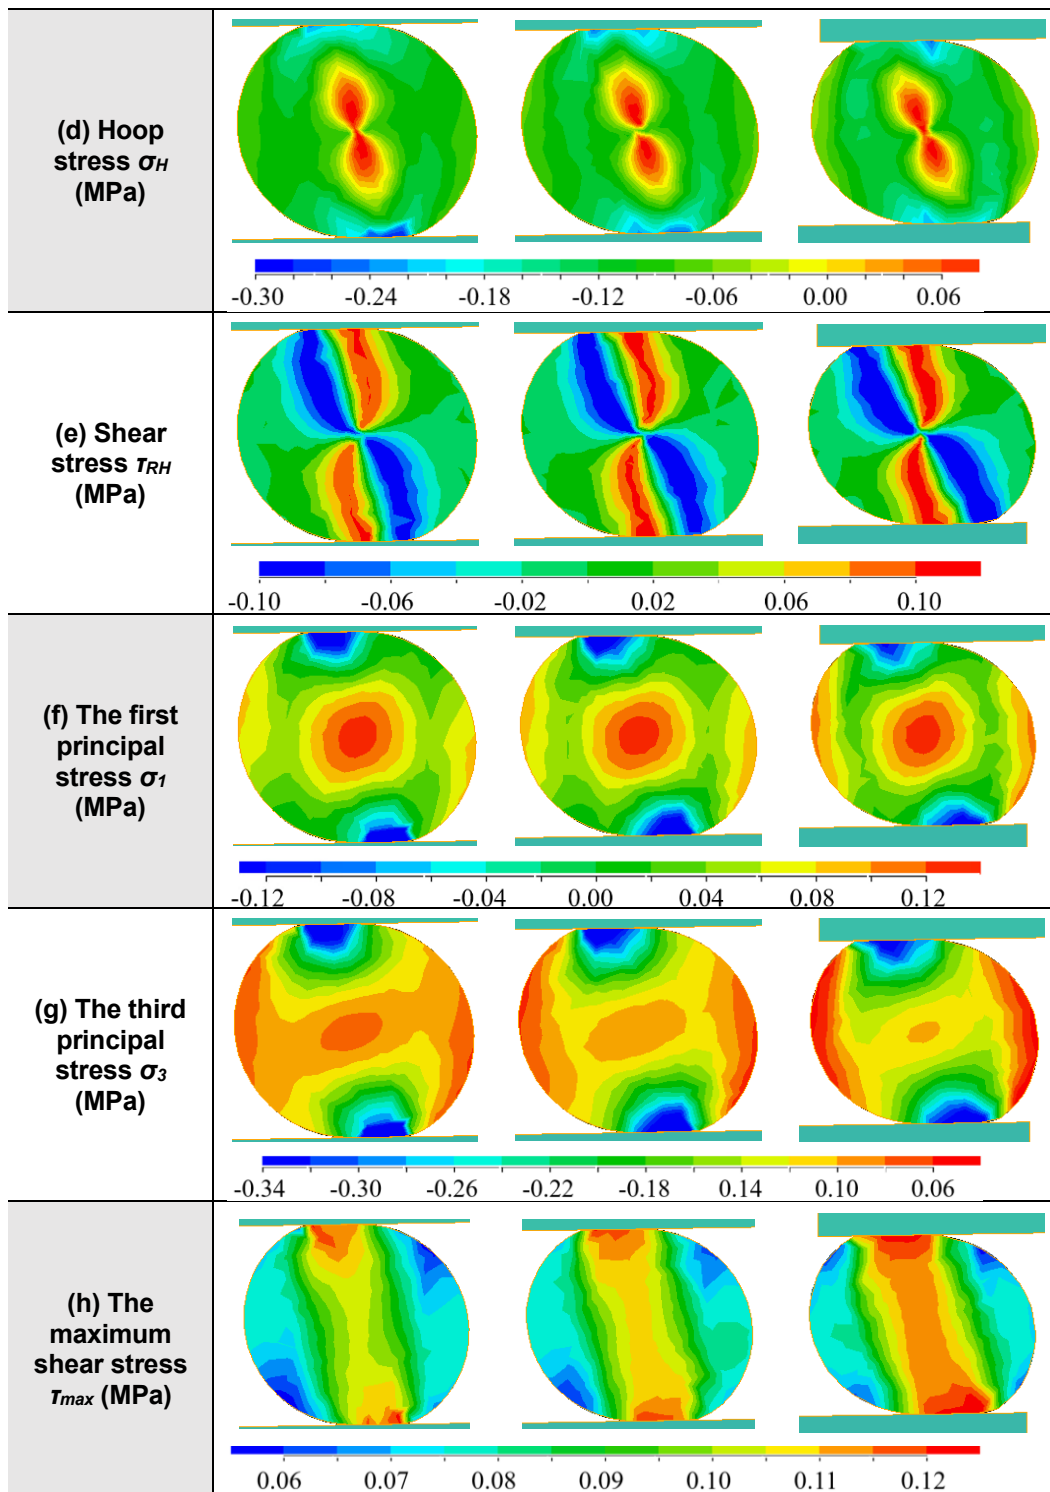 (d) Hoop
stress σH
(MPa)
-0.30 -0.24 -0.18 -0.12 -0.06 0.00 0.06
(e) Shear
stress τRH
(MPa)
-0.10 -0.06 -0.02 0.02 0.06 0.10
(f) The first
principal
stress σ1
(MPa)
-0.12 -0.08 -0.04 0.00 0.04 0.08 0.12
(g) The third
principal
stress σ3
(MPa)
-0.34 -0.30 -0.26 -0.22 -0.18 0.14 0.10 0.06
(h) The
maximum
shear stress
τmax (MPa)
0.06 0.07 0.08 0.09 0.10 0.11 0.12